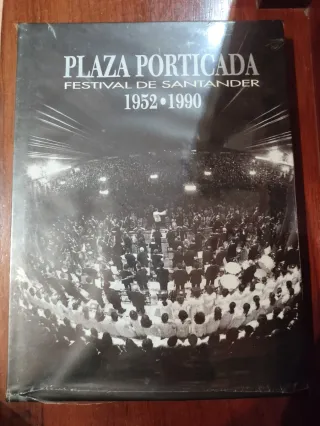 PLAZA PORTICADA
FESTIVAL DE SANTANDER
1952 • 1990